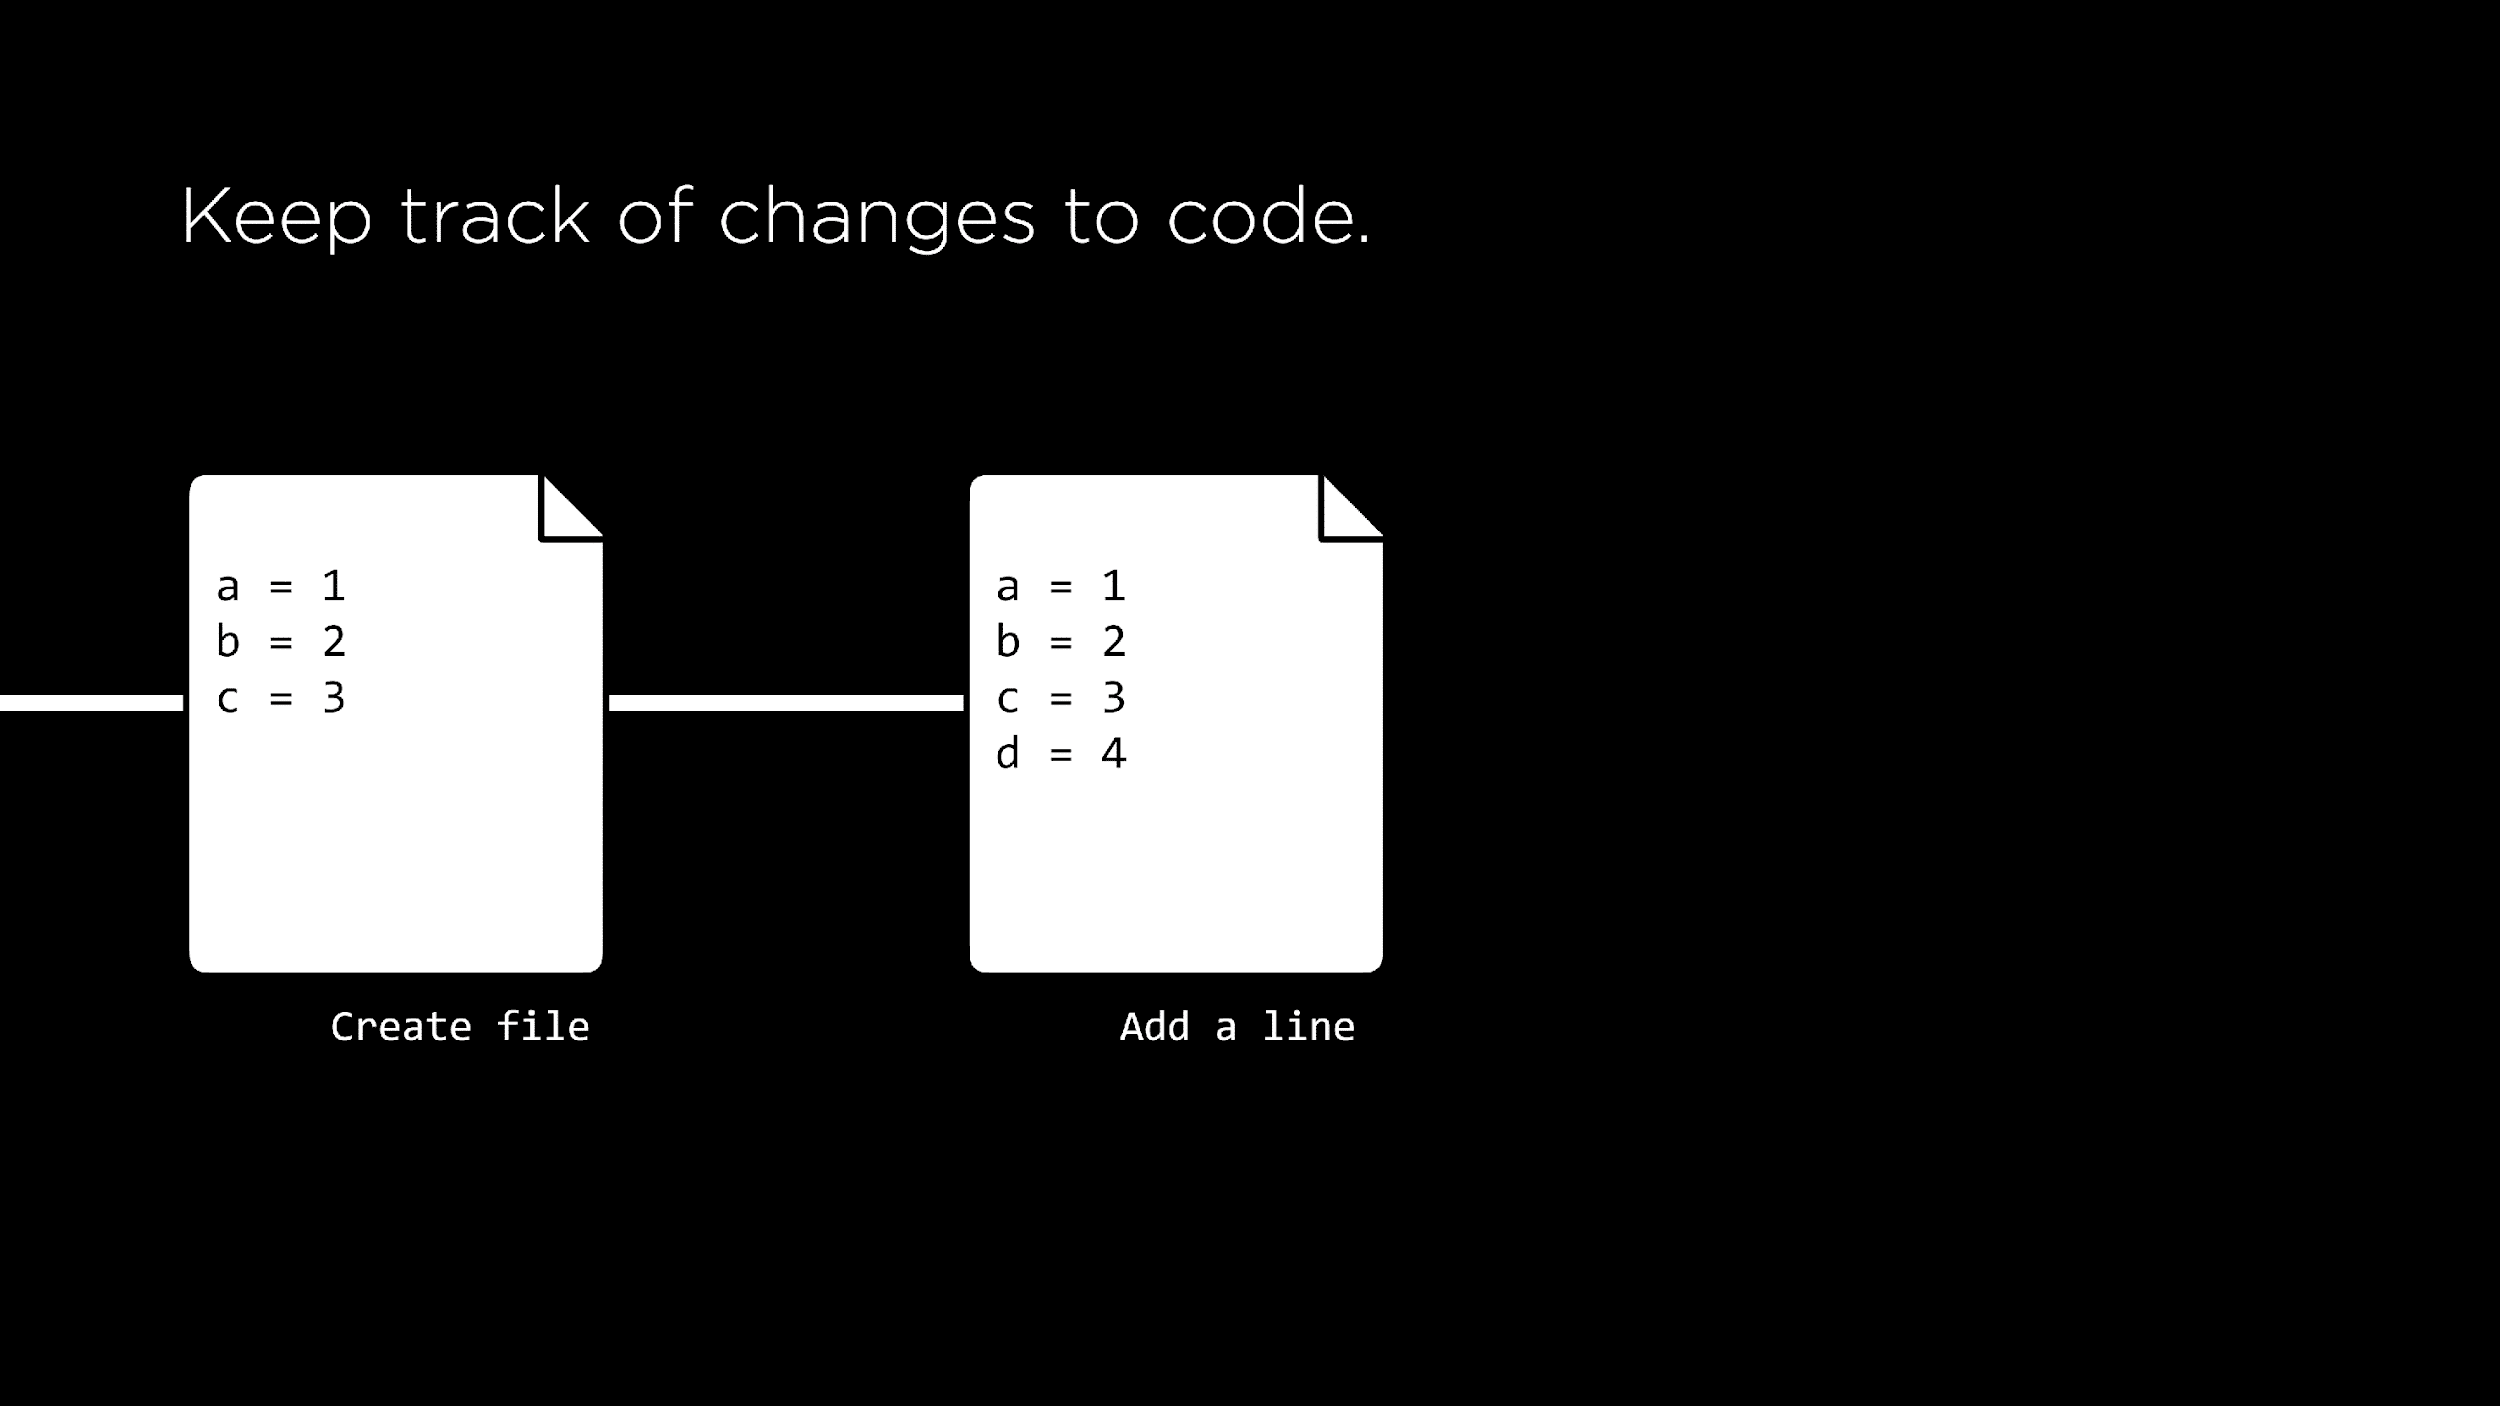 Keep track of changes to code.
a = 1
b = 2
c = 3
Create file
a = 1
b = 2
c = 3
d = 4
Add a line